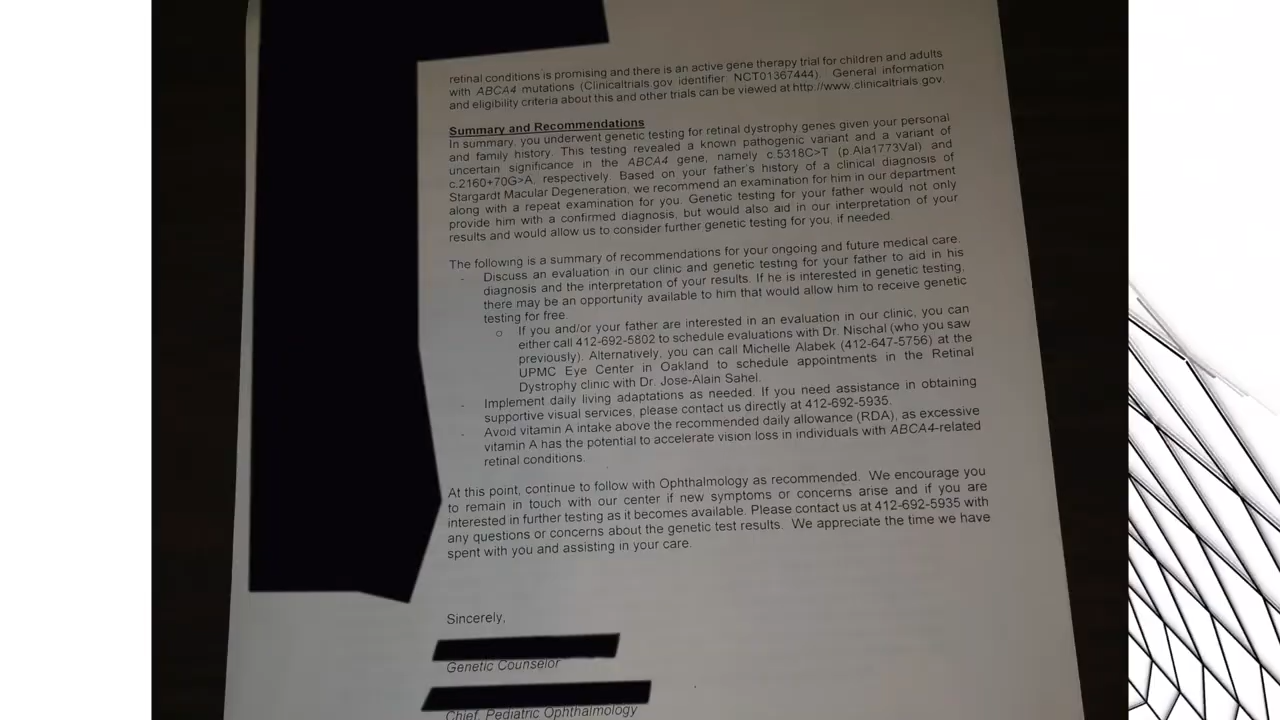 retinal conditions is promising and there is an active gene therapy trial for children and adults
with ABCA4 mutations (Clinicaltrials.gov identifier NCT01367444). General information
and eligibility criteria about this and other trials can be viewed at http://www.clinicaltrials.gov.
Summary and Recommendations
In summary, you underwent genetic testing for retinal dystrophy genes given your personal
and family history. This testing revealed a known pathogenic variant and a variant of
uncertain significance in the ABCA4 gene, namely c.5318C>T (p.Ala1773Val) and
c.2160+70G>A, respectively. Based on your father's history of a clinical diagnosis of
Stargardt Macular Degeneration, we recommend an examination for him in our department
along with a repeat examination for you. Genetic testing for your father would not only
provide him with a confirmed diagnosis, but would also aid in our interpretation of your
results and would allow us to consider further genetic testing for you, if needed.
The following is a summary of recommendations for your ongoing and future medical care.
- Discuss an evaluation in our clinic and genetic testing for your father to aid in his
diagnosis and the interpretation of your results. If he is interested in genetic testing,
there may be an opportunity available to him that would allow him to receive genetic
testing for free.
o If you and/or your father are interested in an evaluation in our clinic, you can
either call 412-692-5802 to schedule evaluations with Dr. Nischal (who you saw
previously). Alternatively, you can call Michelle Alabek (412-647-5756) at the
UPMC Eye Center in Oakland to schedule appointments in the Retinal
Dystrophy clinic with Dr. Jose-Alain Sahel.
- Implement daily living adaptations as needed. If you need assistance in obtaining
supportive visual services, please contact us directly at 412-692-5935.
- Avoid vitamin A intake above the recommended daily allowance (RDA), as excessive
vitamin A has the potential to accelerate vision loss in individuals with ABCA4-related
retinal conditions.
At this point, continue to follow with Ophthalmology as recommended. We encourage you
to remain in touch with our center if new symptoms or concerns arise and if you are
interested in further testing as it becomes available. Please contact us at 412-692-5935 with
any questions or concerns about the genetic test results. We appreciate the time we have
spent with you and assisting in your care.
Sincerely,
Genetic Counselor
Chief, Pediatric Ophthalmology